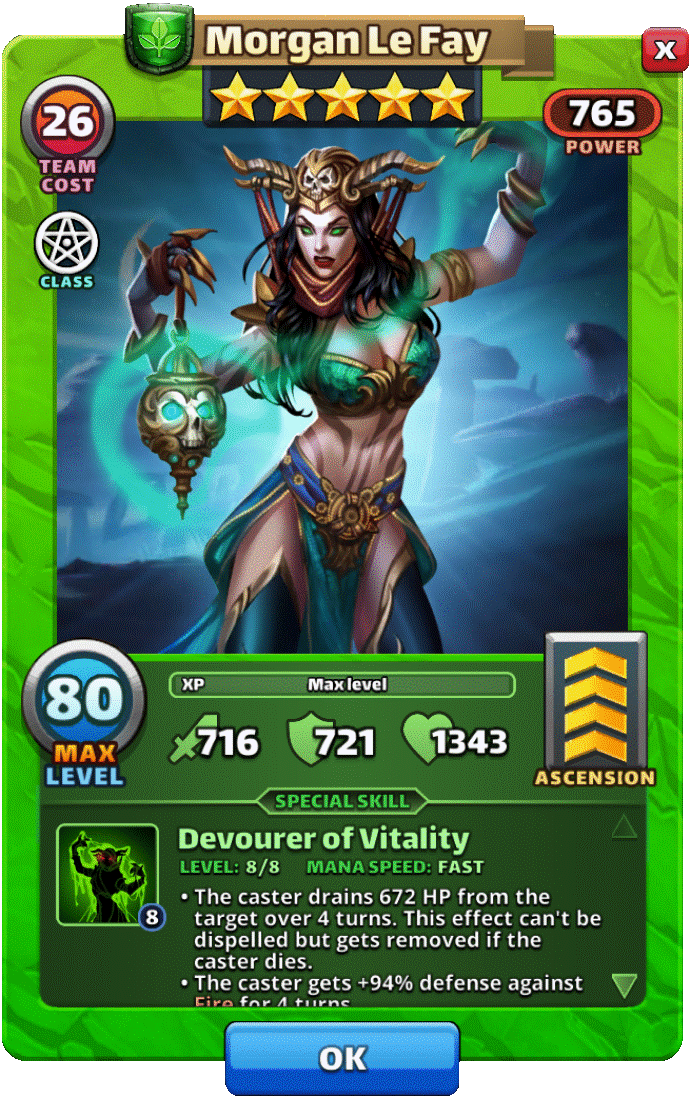 Morgan Le Fay
X
26
TEAM
COST
765
POWER
CLASS
80
MAX
LEVEL
XP Max level
716 721 1343
ASCENSION
SPECIAL SKILL
Devourer of Vitality
LEVEL: 8/8 MANA SPEED: FAST
8
• The caster drains 672 HP from the
target over 4 turns. This effect can't be
dispelled but gets removed if the
caster dies.
• The caster gets +94% defense against
Fire for 4 turns
OK